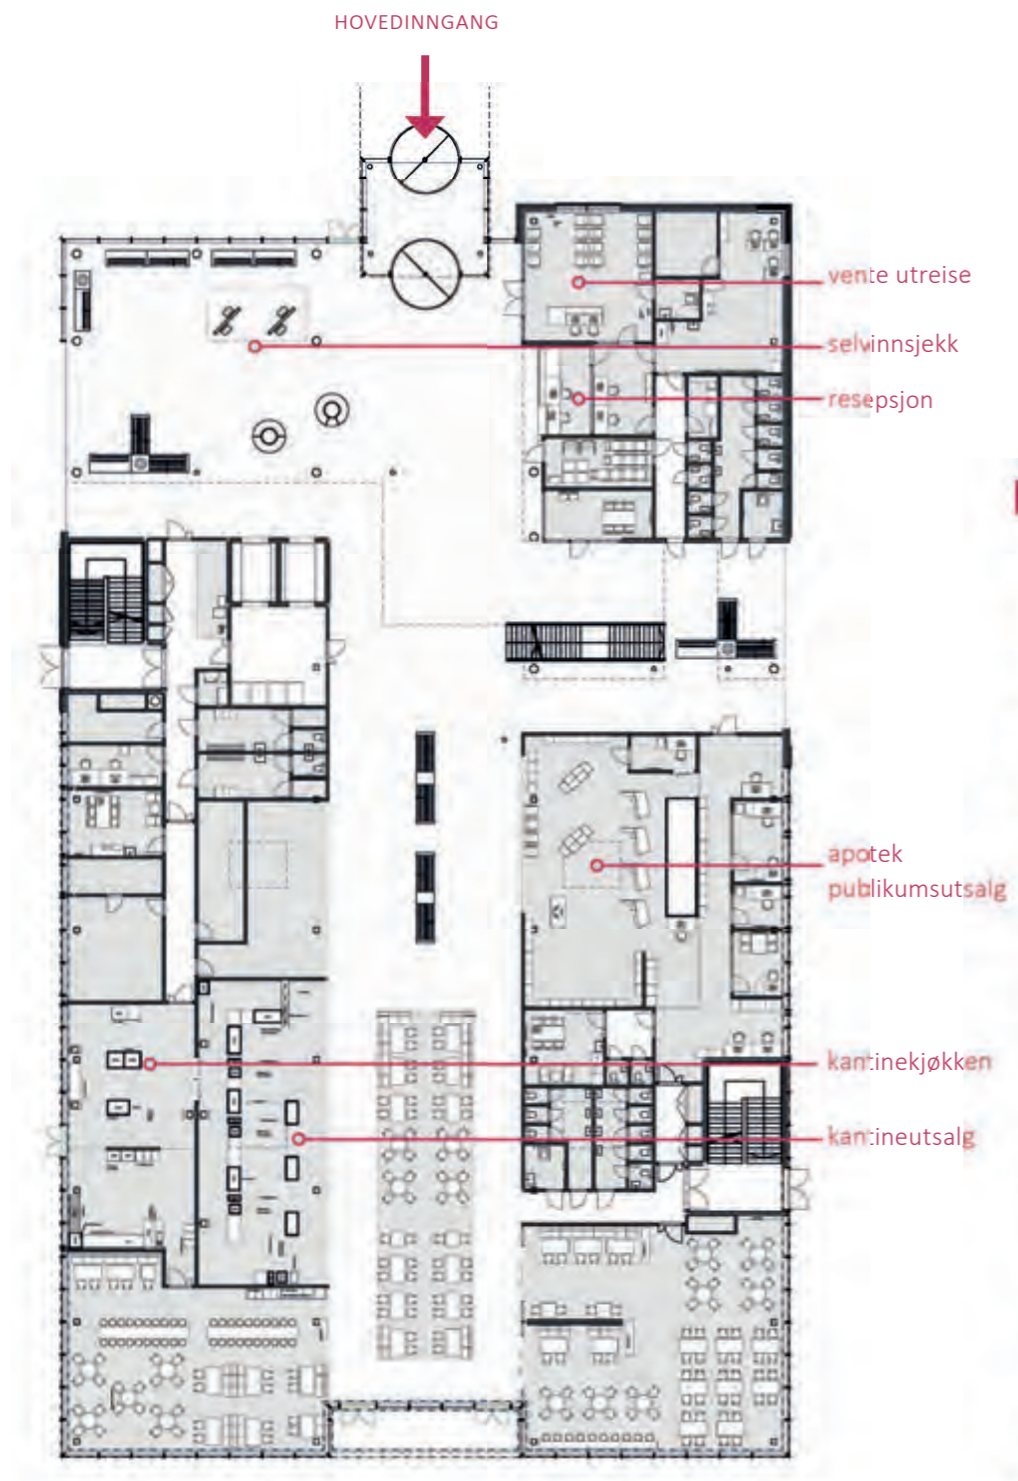 HOVEDINNGANG
vente utreise
selvinnsjekk
resepsjon
apotek
publikumsutsalg
kantinekjøkken
kantineutsalg